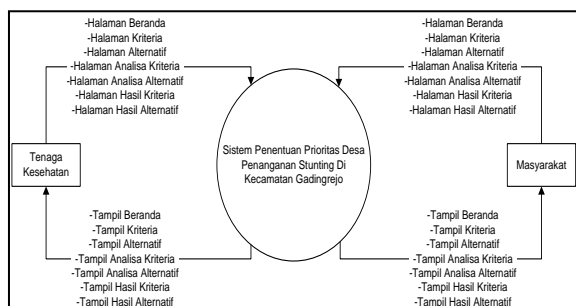 -Halaman Beranda
-Halaman Kriteria
-Halaman Alternatif
-Halaman Analisa Kriteria
-Halaman Analisa Alternatif
-Halaman Hasil Kriteria
-Halaman Hasil Alternatif
-Halaman Beranda
-Halaman Kriteria
-Halaman Alternatif
-Halaman Analisa Kriteria
-Halaman Analisa Alternatif
-Halaman Hasil Kriteria
-Halaman Hasil Alternatif
Tenaga
Kesehatan
Sistem Penentuan Prioritas Desa
Penanganan Stunting Di
Kecamatan Gadingrejo
Masyarakat
-Tampil Beranda
-Tampil Kriteria
-Tampil Alternatif
-Tampil Analisa Kriteria
-Tampil Analisa Alternatif
-Tampil Hasil Kriteria
-Tampil Hasil Alternatif
-Tampil Beranda
-Tampil Kriteria
-Tampil Alternatif
-Tampil Analisa Kriteria
-Tampil Analisa Alternatif
-Tampil Hasil Kriteria
-Tampil Hasil Alternatif